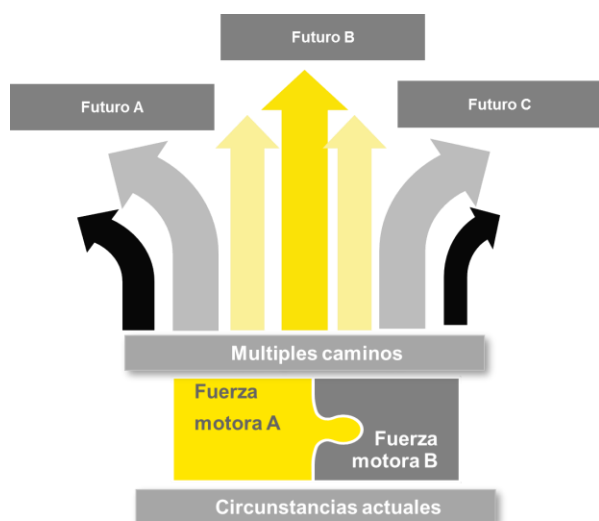 Futuro B
Futuro A
Futuro C
Multiples caminos
Fuerza
motora A
Fuerza
motora B
Circunstancias actuales